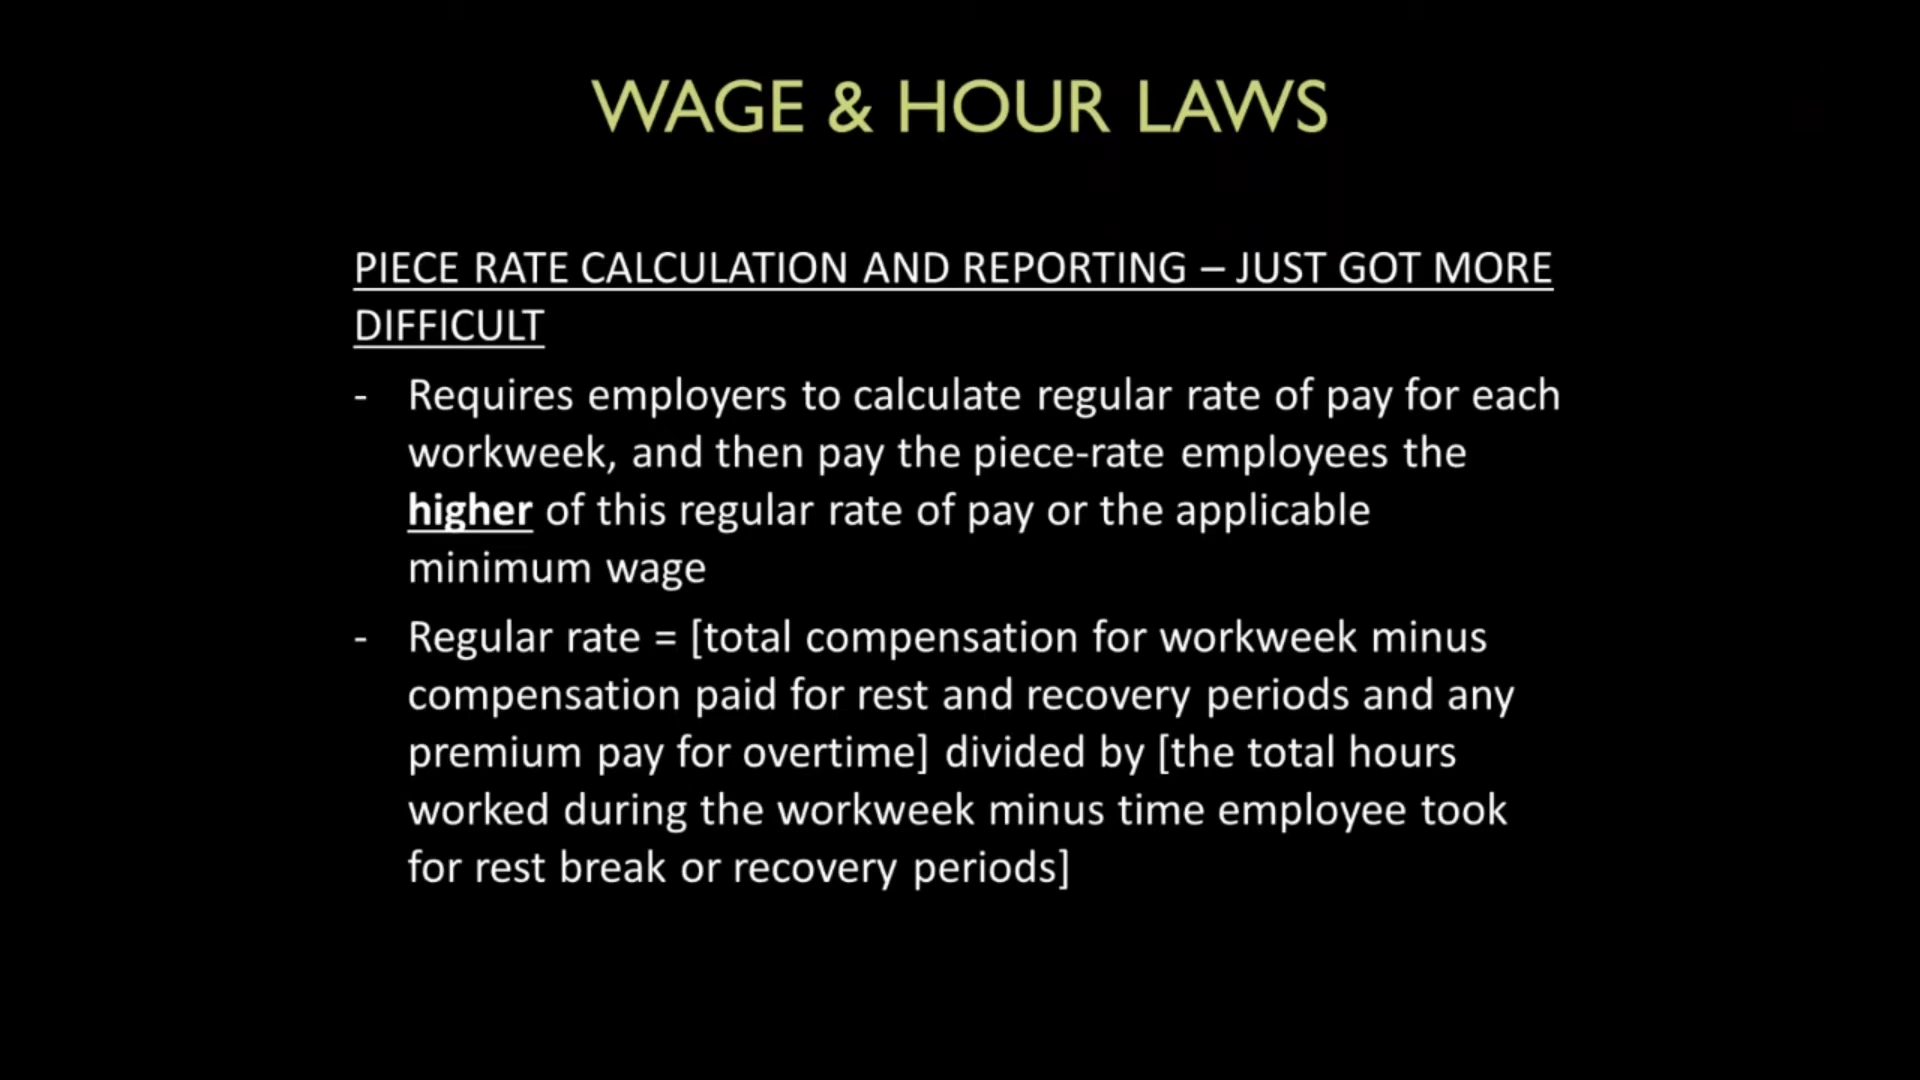 WAGE & HOUR LAWS
PIECE RATE CALCULATION AND REPORTING – JUST GOT MORE
DIFFICULT
- Requires employers to calculate regular rate of pay for each
workweek, and then pay the piece-rate employees the
higher of this regular rate of pay or the applicable
minimum wage
- Regular rate = [total compensation for workweek minus
compensation paid for rest and recovery periods and any
premium pay for overtime] divided by [the total hours
worked during the workweek minus time employee took
for rest break or recovery periods]